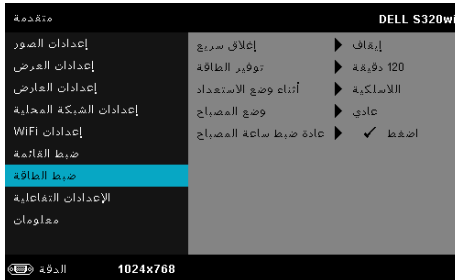 متقدمة
DELL S320wi
إعدادات الصور
إعدادات العرض
إعدادات العارض
إعدادات الشبكة المحلية
إعدادات WiFi
ضبط القائمة
ضبط الطاقة
الإعدادات التفاعلية
معلومات
إغلاق سريع إيقاف
توفير الطاقة 120 دقيقة
أثناء وضع الاستعداد اللاسلكية
وضع المصباح عادي
عادة ضبط ساعة المصباح اضغط
الدقة 1024x768